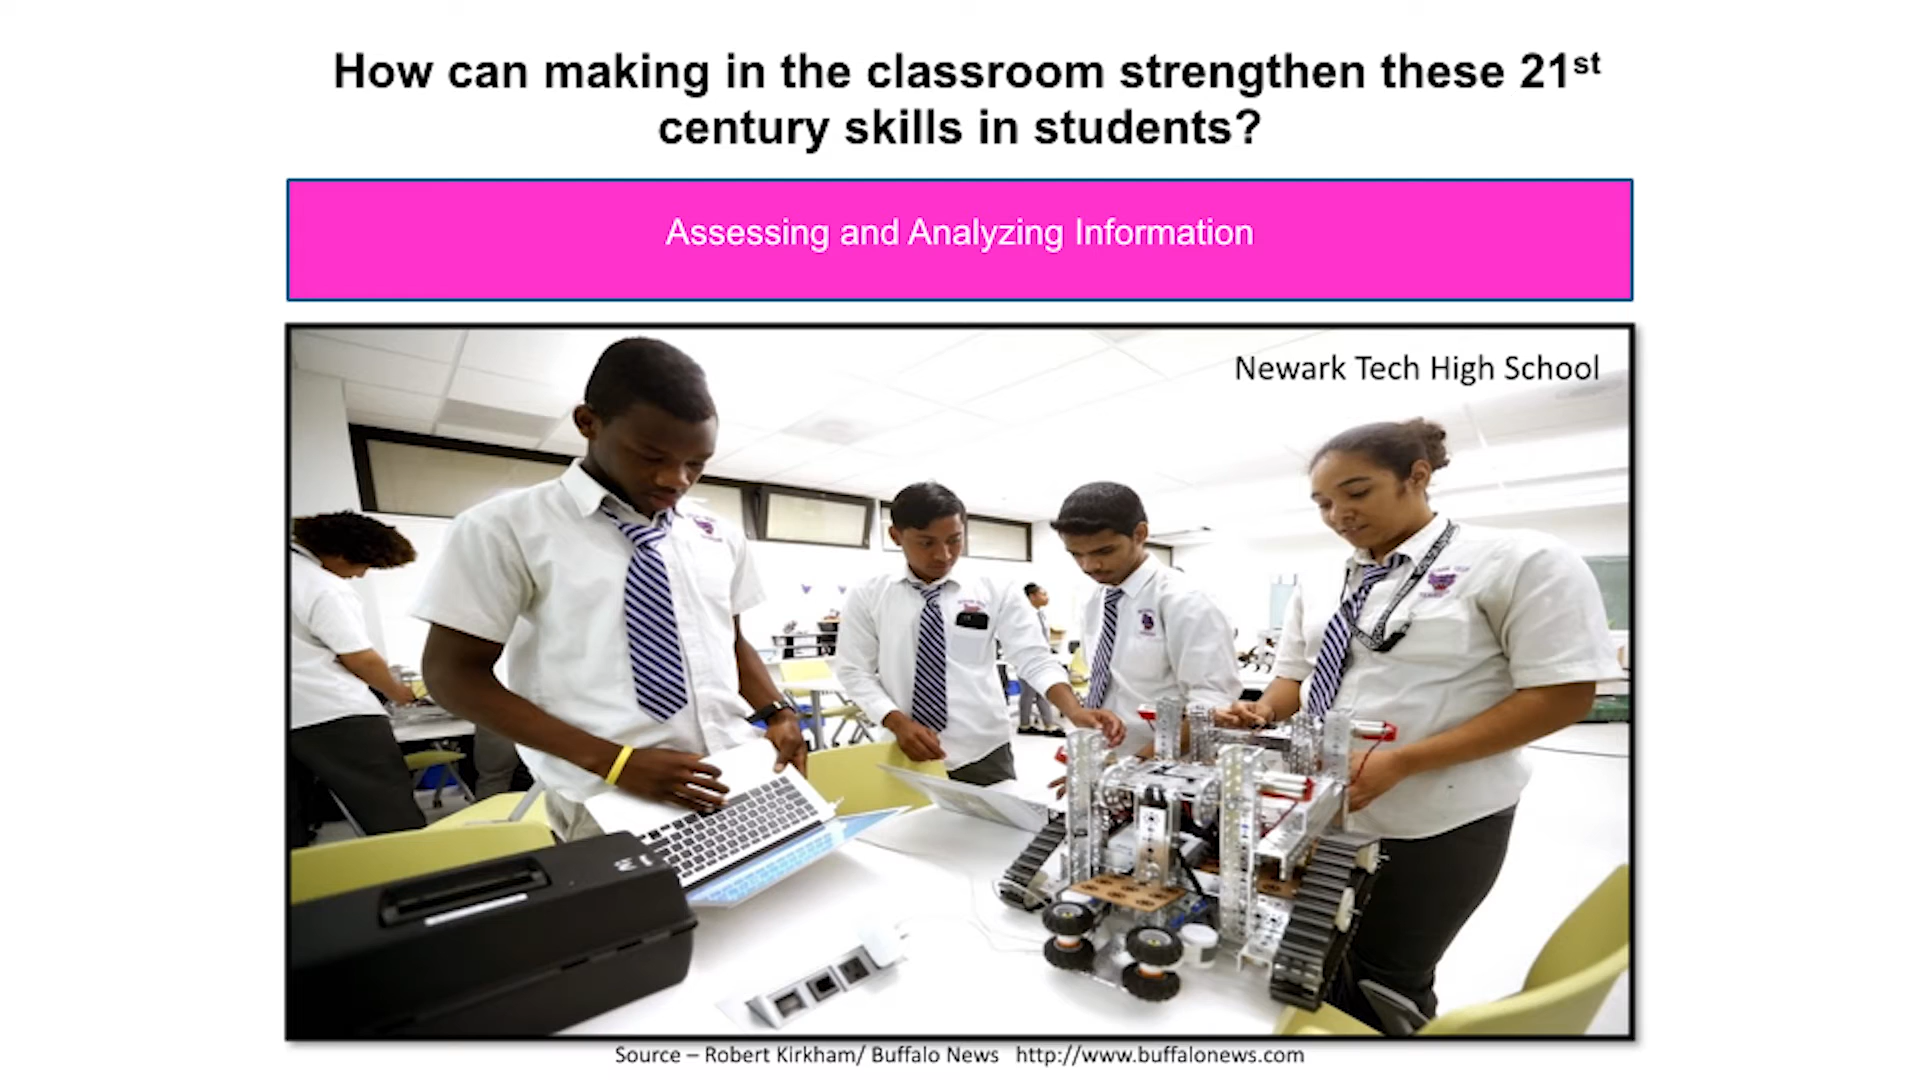 How can making in the classroom strengthen these 21st
century skills in students?
Assessing and Analyzing Information
Newark Tech High School
Source – Robert Kirkham/ Buffalo News http://www.buffalonews.com